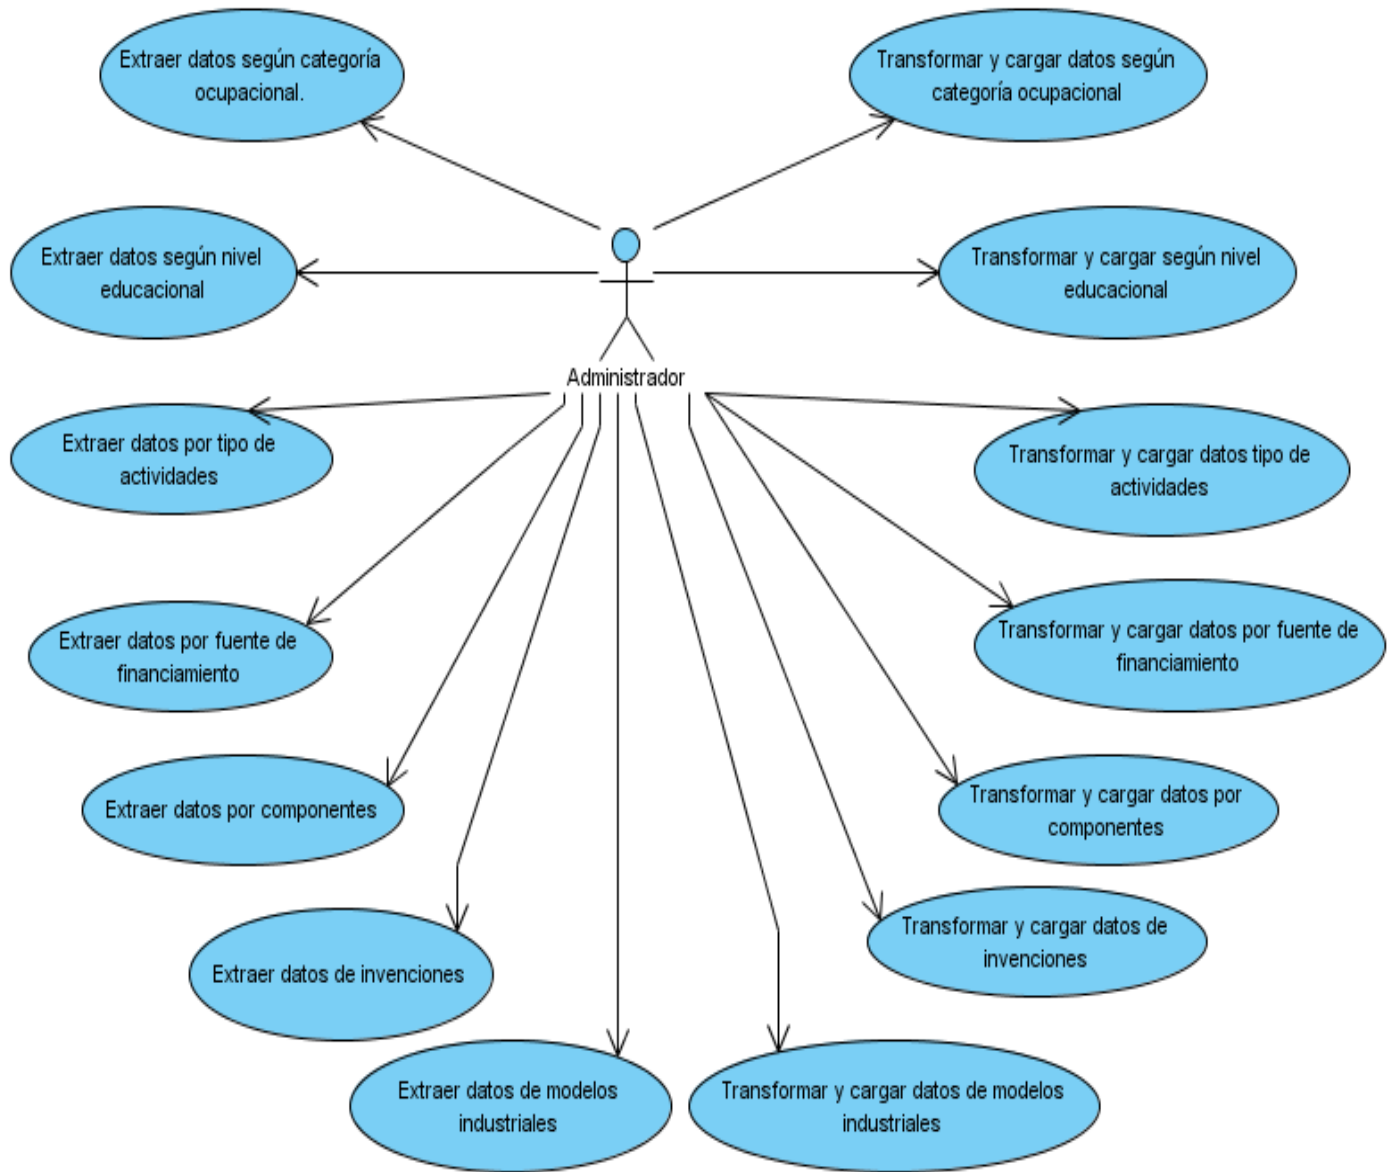 Extraer datos según categoría
ocupacional.
Transformar y cargar datos según
categoría ocupacional
Extraer datos según nivel
educacional
Transformar y cargar según nivel
educacional
Administrador
Extraer datos por tipo de
actividades
Transformar y cargar datos tipo de
actividades
Extraer datos por fuente de
financiamiento
Transformar y cargar datos por fuente de
financiamiento
Extraer datos por componentes
Transformar y cargar datos por
componentes
Extraer datos de invenciones
Transformar y cargar datos de
invenciones
Extraer datos de modelos
industriales
Transformar y cargar datos de modelos
industriales